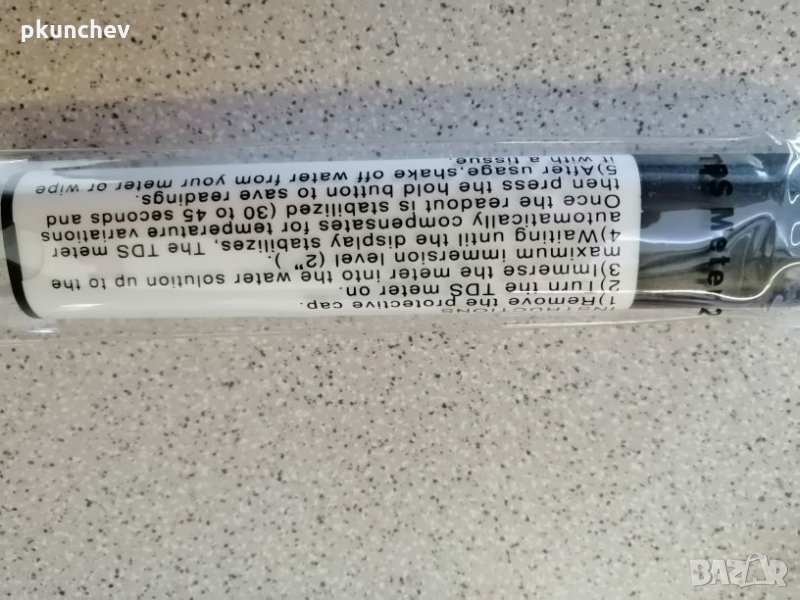 pkunchev
INSTRUCTIONS
1)Remove the protective cap.
2)Turn the TDS meter on.
3)Immerse the meter into the water solution up to the
maximum immersion level (2").
4)Waiting until the display stabilizes, The TDS meter
automatically compensates for temperature variations
Once the readout is stabilized (30 to 45 seconds and
then press the hold button to save readings.
5)After usage,shake off water from your meter or wipe
it with a tissue.
Meter 2
BAZAR